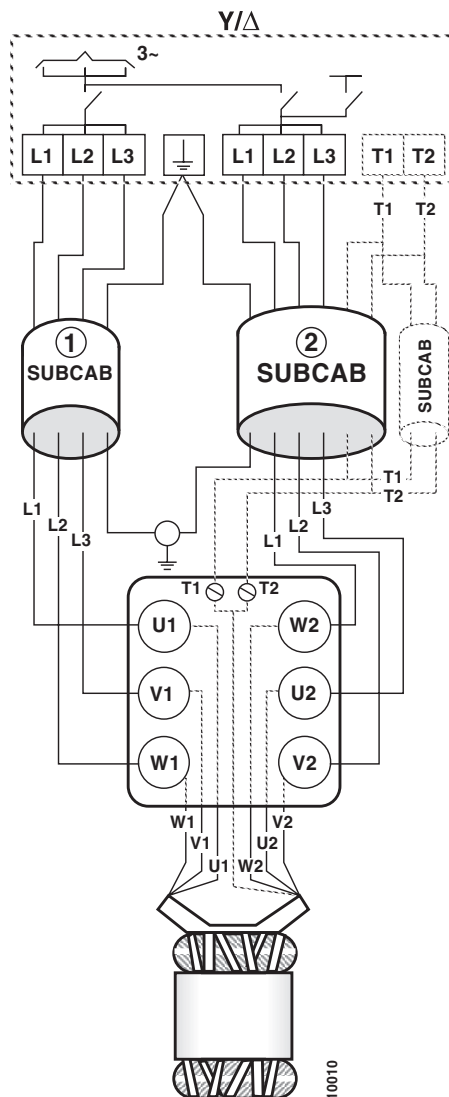 Y/Δ
3~
L1 L2 L3 L1 L2 L3 T1 T2
T1 T2
1 2
SUBCAB SUBCAB SUBCAB
T1
T2
L1 L2 L3 L1 L2 L3
T1 T2
U1 W2
V1 U2
W1 V2
W1 V1 U1 W2 U2 V2
10010